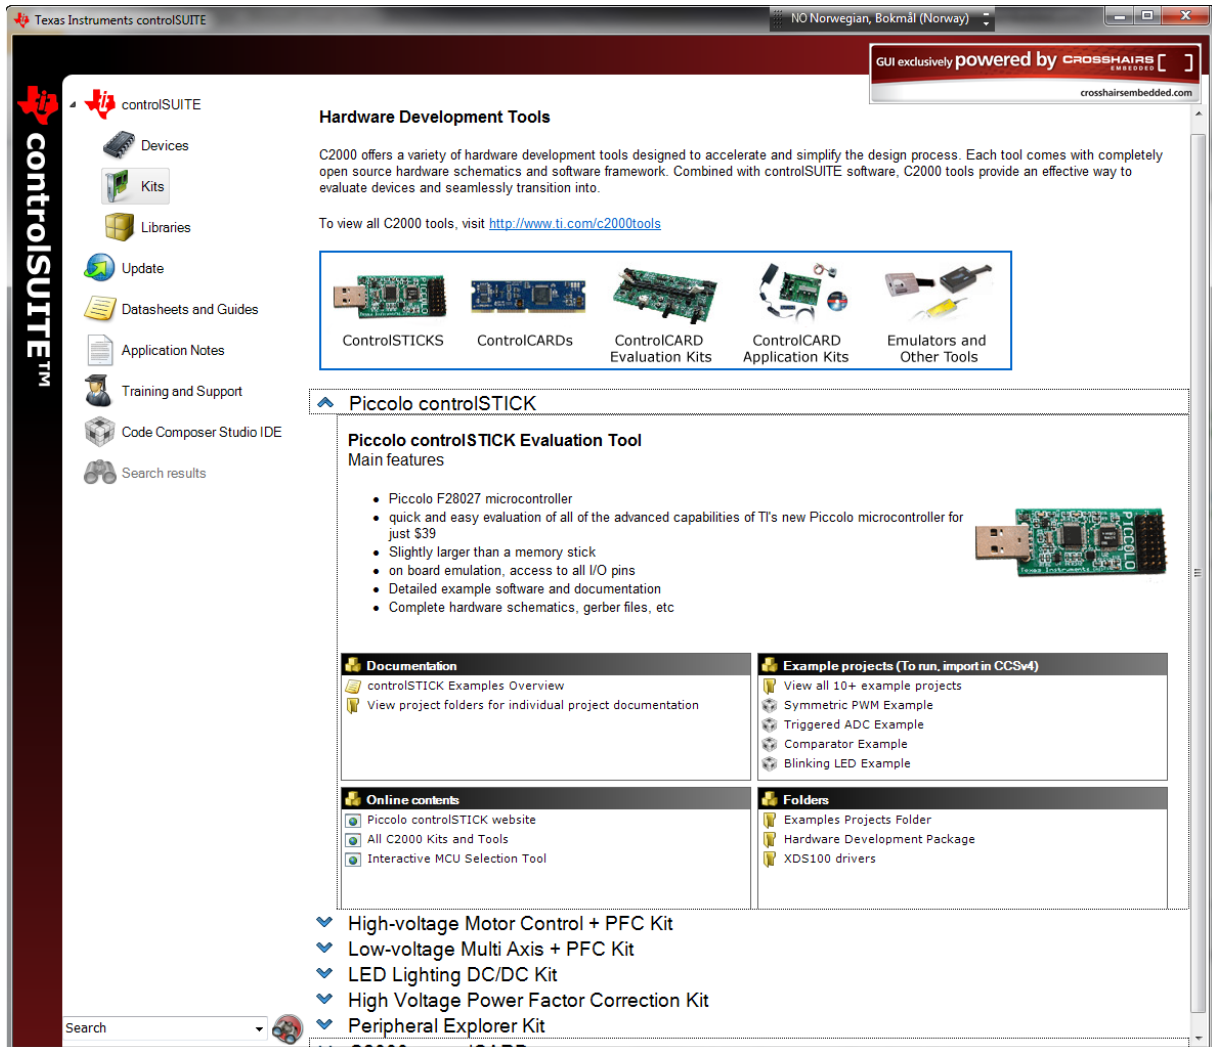 Texas Instruments controlSUITE
NO Norwegian, Bokmål (Norway)
GUI exclusively powered by CROSSHAIRS EMBEDDED [ ]
crosshairsembedded.com
controlSUITE™
controlSUITE
Devices
Kits
Libraries
Update
Datasheets and Guides
Application Notes
Training and Support
Code Composer Studio IDE
Search results
Search
Hardware Development Tools
C2000 offers a variety of hardware development tools designed to accelerate and simplify the design process. Each tool comes with completely
open source hardware schematics and software framework. Combined with controlSUITE software, C2000 tools provide an effective way to
evaluate devices and seamlessly transition into.
To view all C2000 tools, visit http://www.ti.com/c2000tools
ControlSTICKS
ControlCARDs
ControlCARD
Evaluation Kits
ControlCARD
Application Kits
Emulators and
Other Tools
Piccolo controlSTICK
Piccolo controlSTICK Evaluation Tool
Main features
• Piccolo F28027 microcontroller
• quick and easy evaluation of all of the advanced capabilities of TI's new Piccolo microcontroller for
just $39
• Slightly larger than a memory stick
• on board emulation, access to all I/O pins
• Detailed example software and documentation
• Complete hardware schematics, gerber files, etc
PICCOLO
Texas Instruments
Documentation
controlSTICK Examples Overview
View project folders for individual project documentation
Example projects (To run, import in CCSv4)
View all 10+ example projects
Symmetric PWM Example
Triggered ADC Example
Comparator Example
Blinking LED Example
Online contents
Piccolo controlSTICK website
All C2000 Kits and Tools
Interactive MCU Selection Tool
Folders
Examples Projects Folder
Hardware Development Package
XDS100 drivers
High-voltage Motor Control + PFC Kit
Low-voltage Multi Axis + PFC Kit
LED Lighting DC/DC Kit
High Voltage Power Factor Correction Kit
Peripheral Explorer Kit